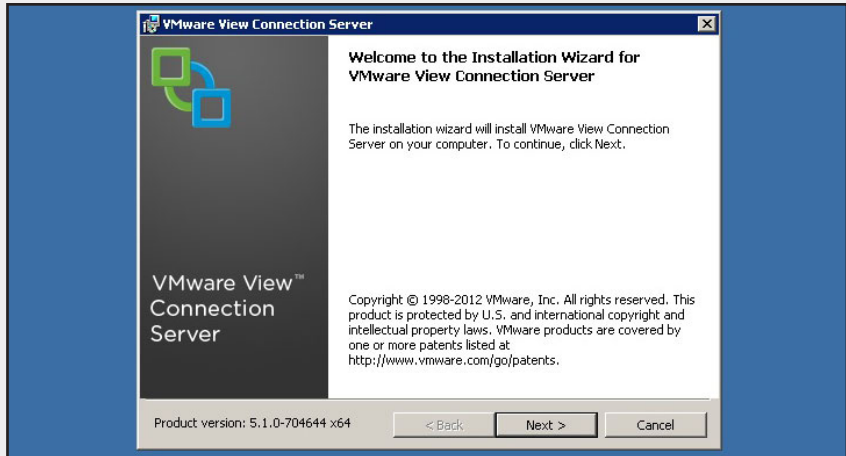 VMware View Connection Server
Welcome to the Installation Wizard for
VMware View Connection Server
The installation wizard will install VMware View Connection
Server on your computer. To continue, click Next.
VMware View™
Connection
Server
Copyright © 1998-2012 VMware, Inc. All rights reserved. This
product is protected by U.S. and international copyright and
intellectual property laws. VMware products are covered by
one or more patents listed at
http://www.vmware.com/go/patents.
Product version: 5.1.0-704644 x64
< Back
Next >
Cancel